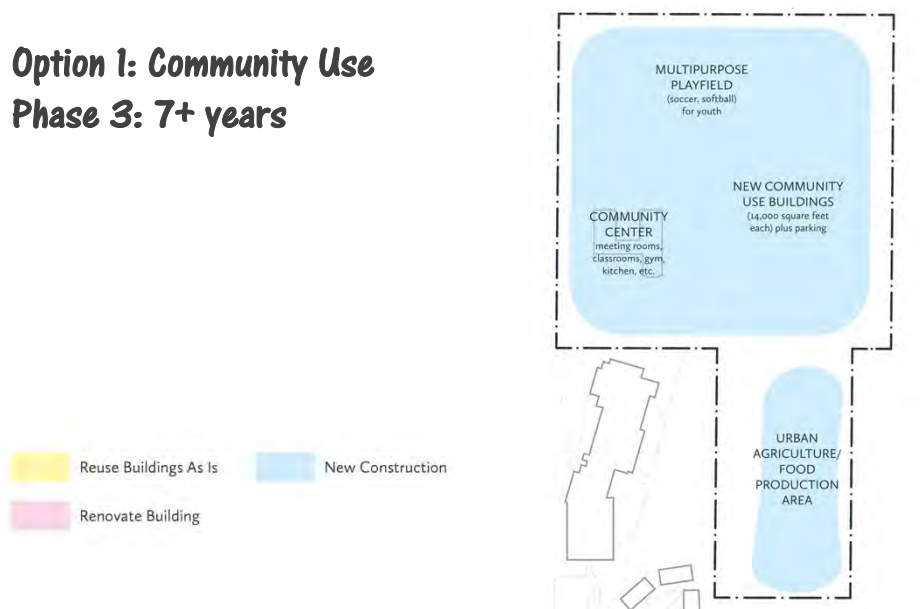 Option 1: Community Use
Phase 3: 7+ years
MULTIPURPOSE
PLAYFIELD
(soccer, softball)
for youth
NEW COMMUNITY
USE BUILDINGS
(14,000 square feet
each) plus parking
COMMUNITY
CENTER
meeting rooms,
classrooms, gym,
kitchen, etc.
URBAN
AGRICULTURE/
FOOD
PRODUCTION
AREA
Reuse Buildings As Is
New Construction
Renovate Building